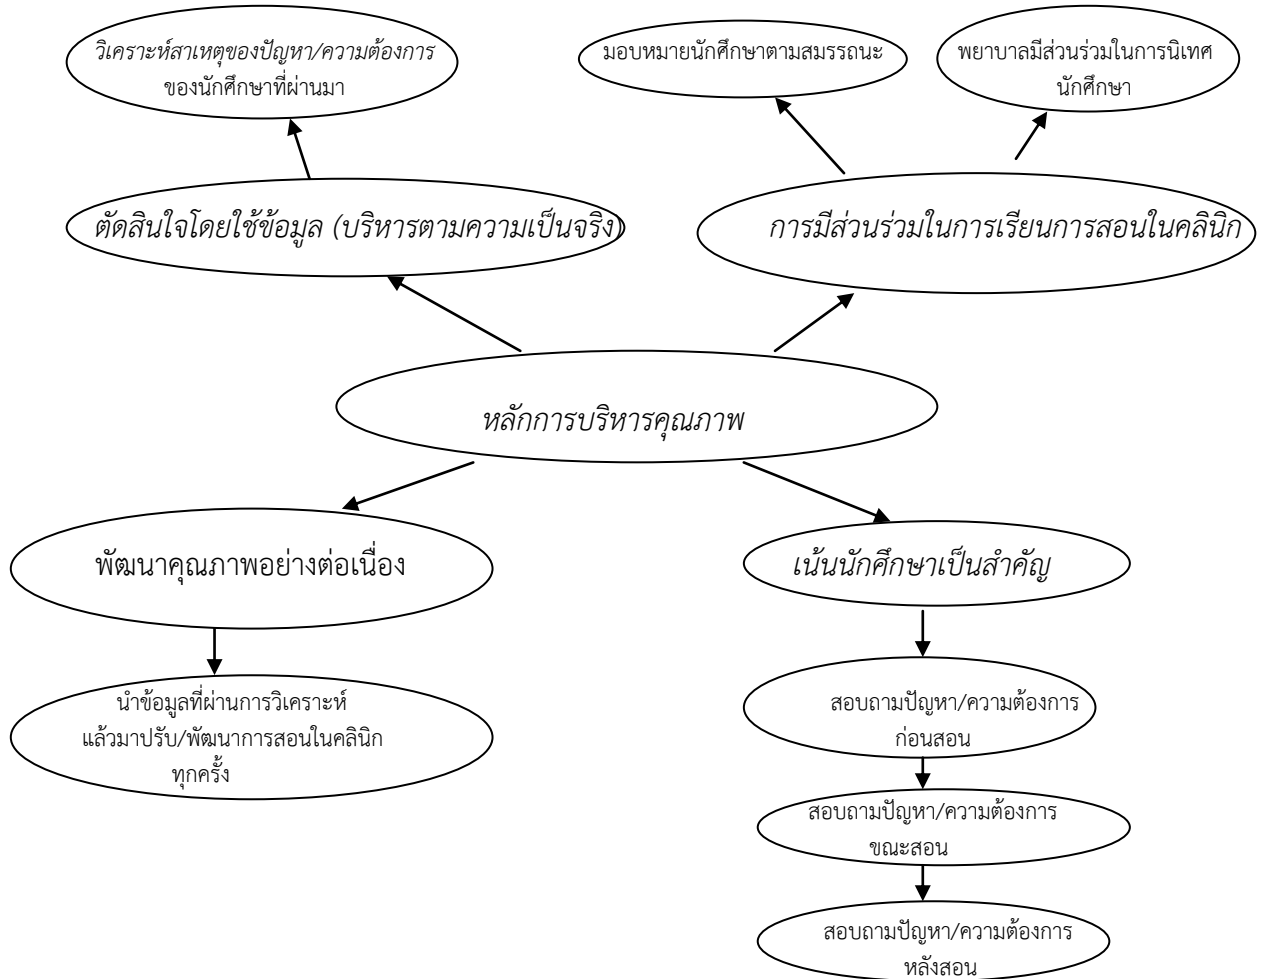 วิเคราะห์สาเหตุของปัญหา/ความต้องการ
ของนักศึกษาที่ผ่านมา
มอบหมายนักศึกษาตามสมรรถนะ
พยาบาลมีส่วนร่วมในการนิเทศ
นักศึกษา
ตัดสินใจโดยใช้ข้อมูล (บริหารตามความเป็นจริง)
การมีส่วนร่วมในการเรียนการสอนในคลินิก
หลักการบริหารคุณภาพ
พัฒนาคุณภาพอย่างต่อเนื่อง
เน้นนักศึกษาเป็นสำคัญ
นำข้อมูลที่ผ่านการวิเคราะห์
แล้วมาปรับ/พัฒนาการสอนในคลินิก
ทุกครั้ง
สอบถามปัญหา/ความต้องการ
ก่อนสอน
สอบถามปัญหา/ความต้องการ
ขณะสอน
สอบถามปัญหา/ความต้องการ
หลังสอน